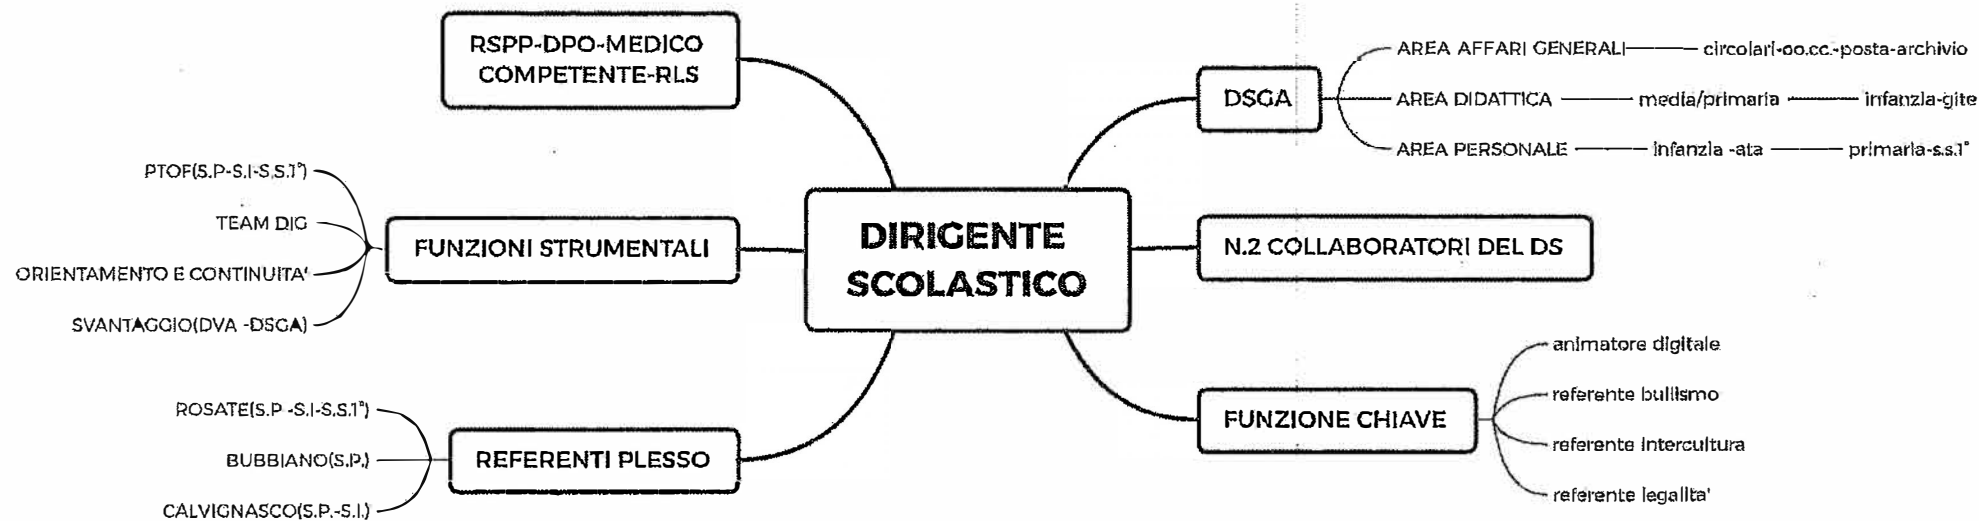 RSPP-DPO-MEDICO
COMPETENTE-RLS
PTOF(S.P-S.I-S.S.1°)
TEAM DIG
FUNZIONI STRUMENTALI
ORIENTAMENTO E CONTINUITA'
SVANTAGGIO(DVA -DSGA)
ROSATE(S.P -S.I-S.S.1°)
BUBBIANO(S.P.)
REFERENTI PLESSO
CALVIGNASCO(S.P.-S.I.)
DIRIGENTE
SCOLASTICO
DSGA
AREA AFFARI GENERALI circolari-oo.cc.-posta-archivio
AREA DIDATTICA media/primaria infanzia-gite
AREA PERSONALE infanzia -ata primaria-s.s.1°
N.2 COLLABORATORI DEL DS
FUNZIONE CHIAVE
animatore digitale
referente bullismo
referente intercultura
referente legalita'